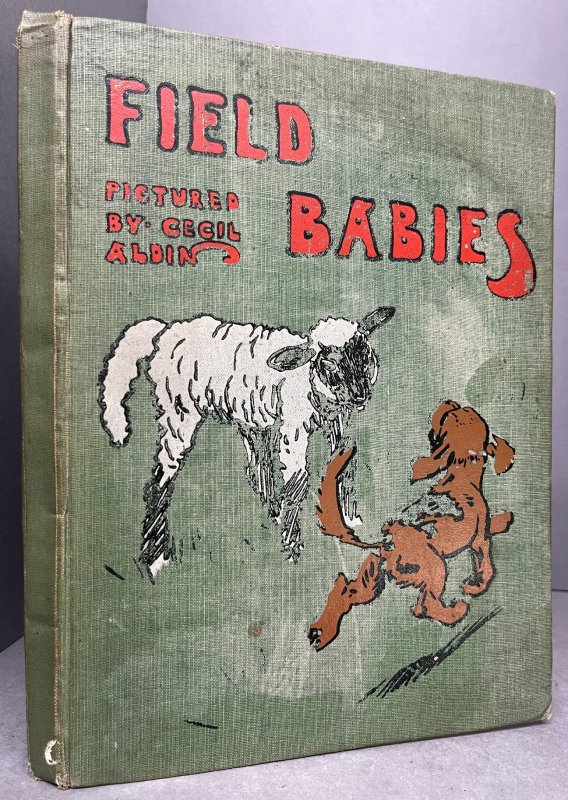 FIELD
BABIES
PICTURED
BY· CECIL
ALDIN